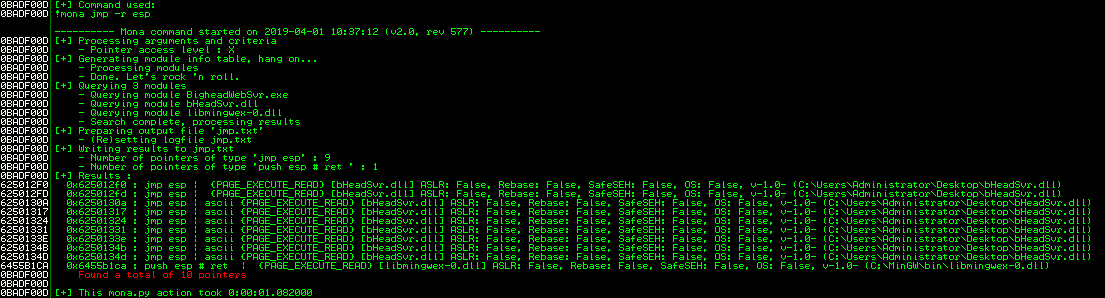 0BADF00D [+] Command used:
0BADF00D !mona jmp -r esp
0BADF00D ---------- Mona command started on 2019-04-01 10:37:12 (v2.0, rev 577) ----------
0BADF00D [+] Processing arguments and criteria
0BADF00D - Pointer access level : X
0BADF00D [+] Generating module info table, hang on...
0BADF00D - Processing modules
0BADF00D - Done. Let's rock 'n roll.
0BADF00D [+] Querying 3 modules
0BADF00D - Querying module BigheadWebSvr.exe
0BADF00D - Querying module bHeadSvr.dll
0BADF00D - Querying module libmingwex-0.dll
0BADF00D - Search complete, processing results
0BADF00D [+] Preparing output file 'jmp.txt'
0BADF00D - (Re)setting logfile jmp.txt
0BADF00D [+] Writing results to jmp.txt
0BADF00D - Number of pointers of type 'jmp esp' : 9
0BADF00D - Number of pointers of type 'push esp # ret ' : 1
0BADF00D [+] Results :
625012F0 0x625012f0 : jmp esp | {PAGE_EXECUTE_READ} [bHeadSvr.dll] ASLR: False, Rebase: False, SafeSEH: False, OS: False, v-1.0- (C:\Users\Administrator\Desktop\bHeadSvr.dll)
625012FD 0x625012fd : jmp esp | {PAGE_EXECUTE_READ} [bHeadSvr.dll] ASLR: False, Rebase: False, SafeSEH: False, OS: False, v-1.0- (C:\Users\Administrator\Desktop\bHeadSvr.dll)
6250130A 0x6250130a : jmp esp | ascii {PAGE_EXECUTE_READ} [bHeadSvr.dll] ASLR: False, Rebase: False, SafeSEH: False, OS: False, v-1.0- (C:\Users\Administrator\Desktop\bHeadSvr.dll)
62501317 0x62501317 : jmp esp | ascii {PAGE_EXECUTE_READ} [bHeadSvr.dll] ASLR: False, Rebase: False, SafeSEH: False, OS: False, v-1.0- (C:\Users\Administrator\Desktop\bHeadSvr.dll)
62501324 0x62501324 : jmp esp | ascii {PAGE_EXECUTE_READ} [bHeadSvr.dll] ASLR: False, Rebase: False, SafeSEH: False, OS: False, v-1.0- (C:\Users\Administrator\Desktop\bHeadSvr.dll)
62501331 0x62501331 : jmp esp | ascii {PAGE_EXECUTE_READ} [bHeadSvr.dll] ASLR: False, Rebase: False, SafeSEH: False, OS: False, v-1.0- (C:\Users\Administrator\Desktop\bHeadSvr.dll)
6250133E 0x6250133e : jmp esp | ascii {PAGE_EXECUTE_READ} [bHeadSvr.dll] ASLR: False, Rebase: False, SafeSEH: False, OS: False, v-1.0- (C:\Users\Administrator\Desktop\bHeadSvr.dll)
6250134B 0x6250134b : jmp esp | ascii {PAGE_EXECUTE_READ} [bHeadSvr.dll] ASLR: False, Rebase: False, SafeSEH: False, OS: False, v-1.0- (C:\Users\Administrator\Desktop\bHeadSvr.dll)
6250134D 0x6250134d : jmp esp | ascii {PAGE_EXECUTE_READ} [bHeadSvr.dll] ASLR: False, Rebase: False, SafeSEH: False, OS: False, v-1.0- (C:\Users\Administrator\Desktop\bHeadSvr.dll)
6455B1CA 0x6455b1ca : push esp # ret | {PAGE_EXECUTE_READ} [libmingwex-0.dll] ASLR: False, Rebase: False, SafeSEH: False, OS: False, v-1.0- (C:\MinGW\bin\libmingwex-0.dll)
0BADF00D Found a total of 10 pointers
0BADF00D
0BADF00D [+] This mona.py action took 0:00:01.082000